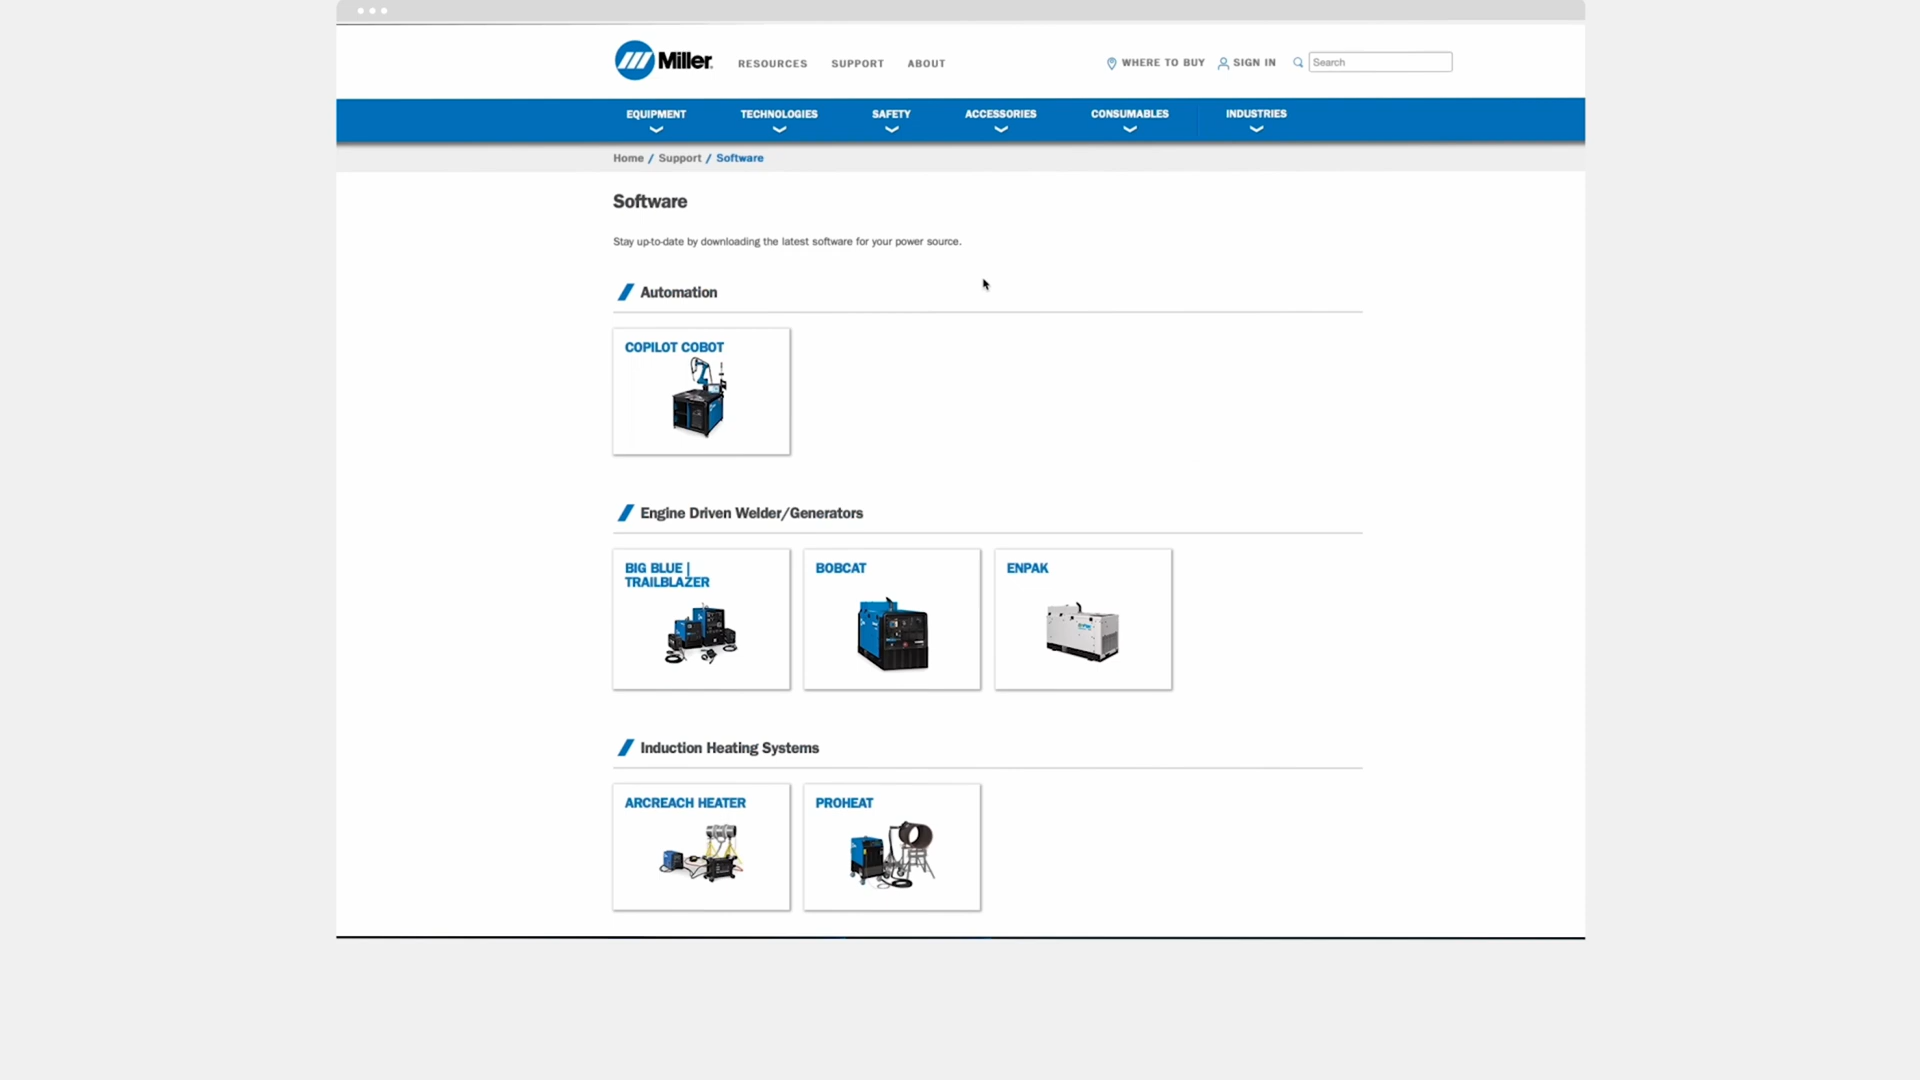 Miller
RESOURCES
SUPPORT
ABOUT
WHERE TO BUY
SIGN IN
Search
EQUIPMENT
TECHNOLOGIES
SAFETY
ACCESSORIES
CONSUMABLES
INDUSTRIES
Home / Support / Software
Software
Stay up-to-date by downloading the latest software for your power source.
Automation
COPILOT COBOT
Engine Driven Welder/Generators
BIG BLUE |
TRAILBLAZER
BOBCAT
ENPAK
Induction Heating Systems
ARCREACH HEATER
PROHEAT